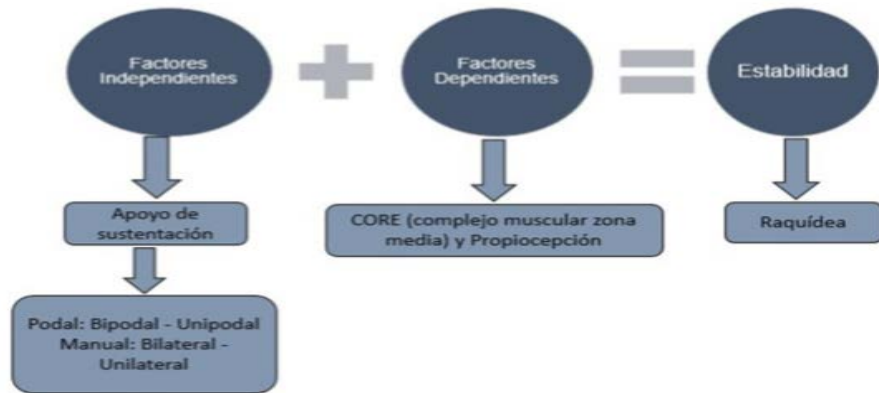 Factores
Independientes
Factores
Dependientes
Estabilidad
Apoyo de
sustentación
CORE (complejo muscular zona
media) y Propiocepción
Raquídea
Podal: Bipodal - Unipodal
Manual: Bilateral -
Unilateral